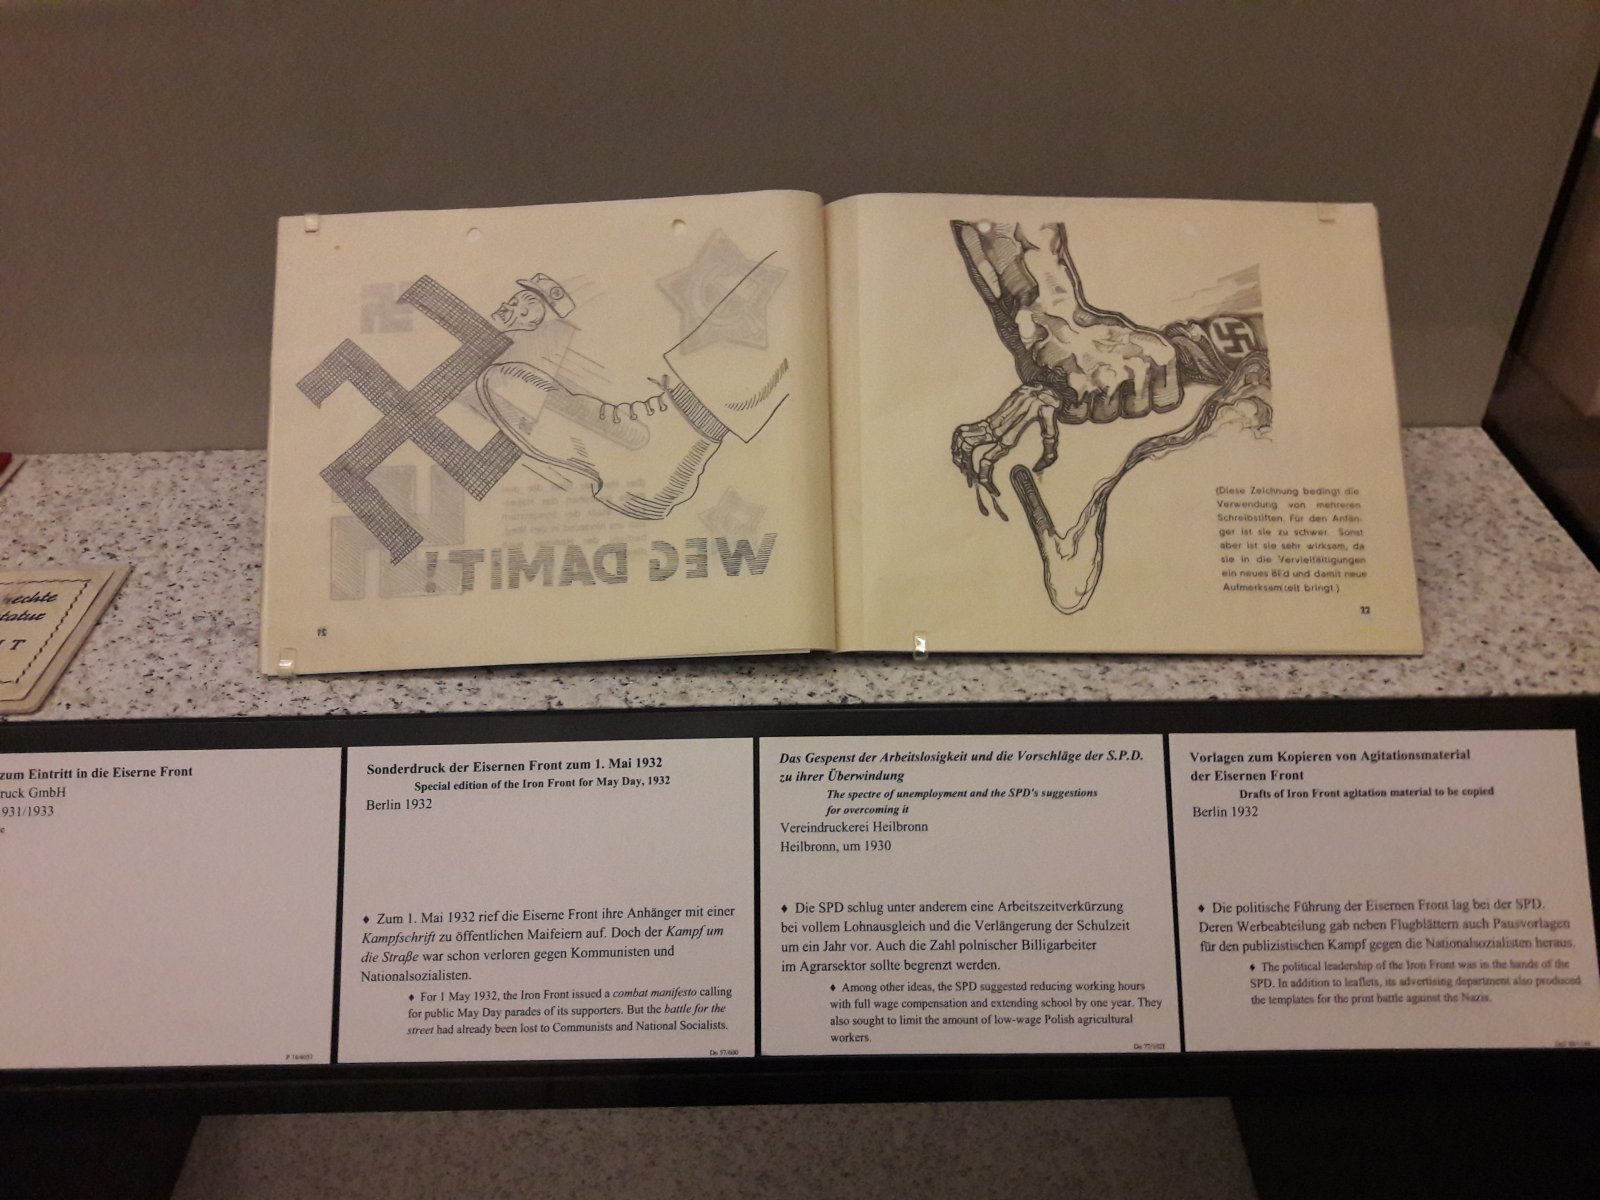 WEG DAMIT!
21
(Diese Zeichnung bedingt die
Verwendung von mehreren
Schreibstiften. Für den Anfän-
ger ist sie zu schwer. Sonst
aber ist sie sehr wirksam, da
sie in die Vervielfältigungen
ein neues Bild und damit neue
Aufmerksamkeit bringt.)
22
echte
tatur
T
zum Eintritt in die Eiserne Front
ruck GmbH
931/1933
Sonderdruck der Eisernen Front zum 1. Mai 1932
Special edition of the Iron Front for May Day, 1932
Berlin 1932
♦ Zum 1. Mai 1932 rief die Eiserne Front ihre Anhänger mit einer
Kampfschrift zu öffentlichen Maifeiern auf. Doch der Kampf um
die Straße war schon verloren gegen Kommunisten und
Nationalsozialisten.
♦ For 1 May 1932, the Iron Front issued a combat manifesto calling
for public May Day parades of its supporters. But the battle for the
street had already been lost to Communists and National Socialists.
Do 57/600
Das Gespenst der Arbeitslosigkeit und die Vorschläge der S.P.D.
zu ihrer Überwindung
The spectre of unemployment and the SPD's suggestions
for overcoming it
Vereindruckerei Heilbronn
Heilbronn, um 1930
♦ Die SPD schlug unter anderem eine Arbeitszeitverkürzung
bei vollem Lohnausgleich und die Verlängerung der Schulzeit
um ein Jahr vor. Auch die Zahl polnischer Billigarbeiter
im Agrarsektor sollte begrenzt werden.
♦ Among other ideas, the SPD suggested reducing working hours
with full wage compensation and extending school by one year. They
also sought to limit the amount of low-wage Polish agricultural
workers.
Vorlagen zum Kopieren von Agitationsmaterial
der Eisernen Front
Drafts of Iron Front agitation material to be copied
Berlin 1932
♦ Die politische Führung der Eisernen Front lag bei der SPD.
Deren Werbeabteilung gab neben Flugblättern auch Pausvorlagen
für den publizistischen Kampf gegen die Nationalsozialisten heraus.
♦ The political leadership of the Iron Front was in the hands of the
SPD. In addition to leaflets, its advertising department also produced
the templates for the print battle against the Nazis.